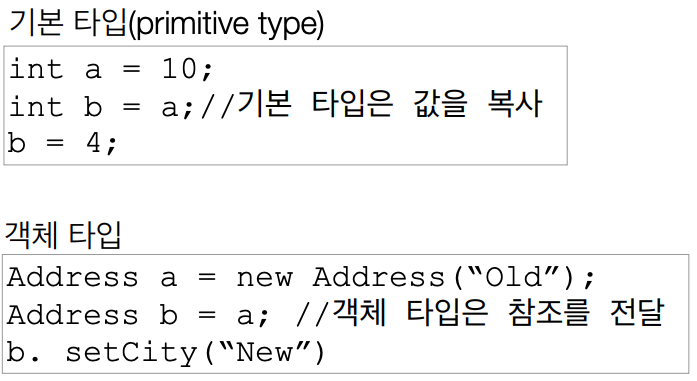 기본 타입(primitive type)
int a = 10;
int b = a;//기본 타입은 값을 복사
b = 4;
객체 타입
Address a = new Address(“Old”);
Address b = a; //객체 타입은 참조를 전달
b. setCity(“New”)